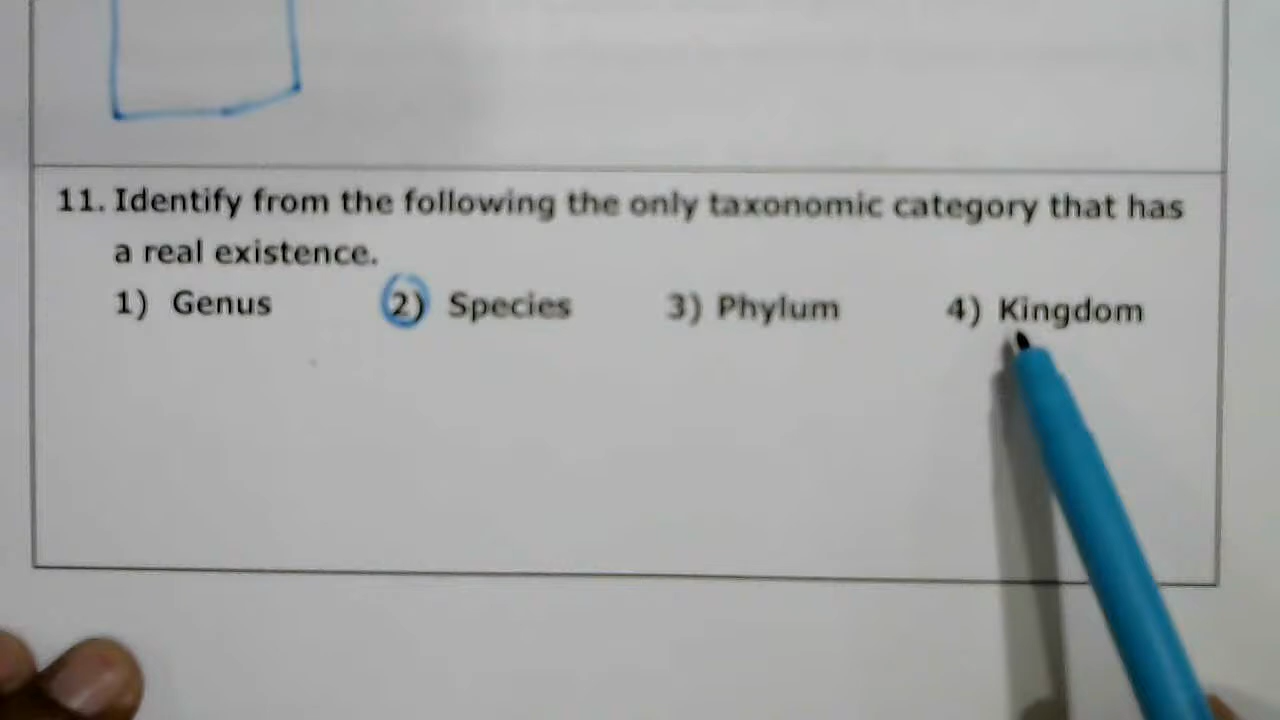 11. Identify from the following the only taxonomic category that has
a real existence.
1) Genus 2) Species 3) Phylum 4) Kingdom